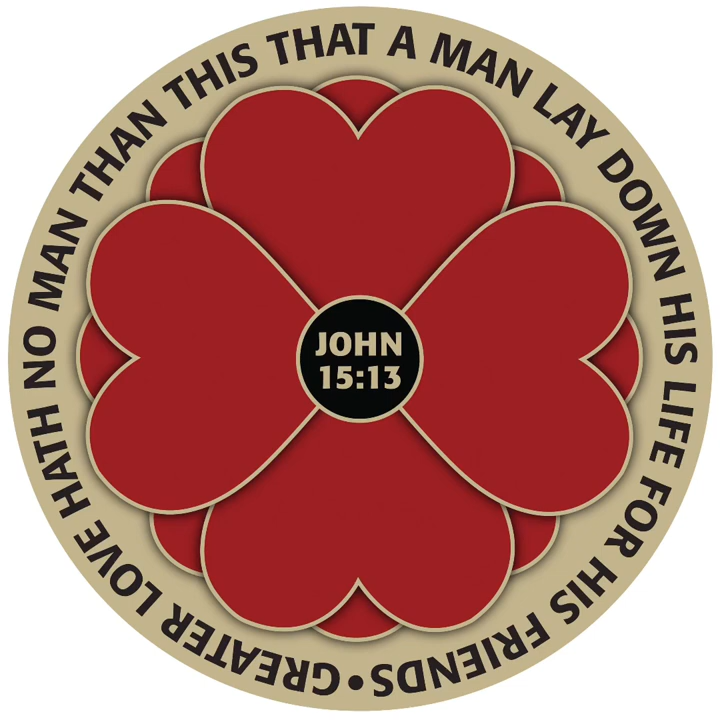 GREATER LOVE HATH NO MAN THAN THIS THAT A MAN LAY DOWN HIS LIFE FOR HIS FRIENDS •
JOHN
15:13